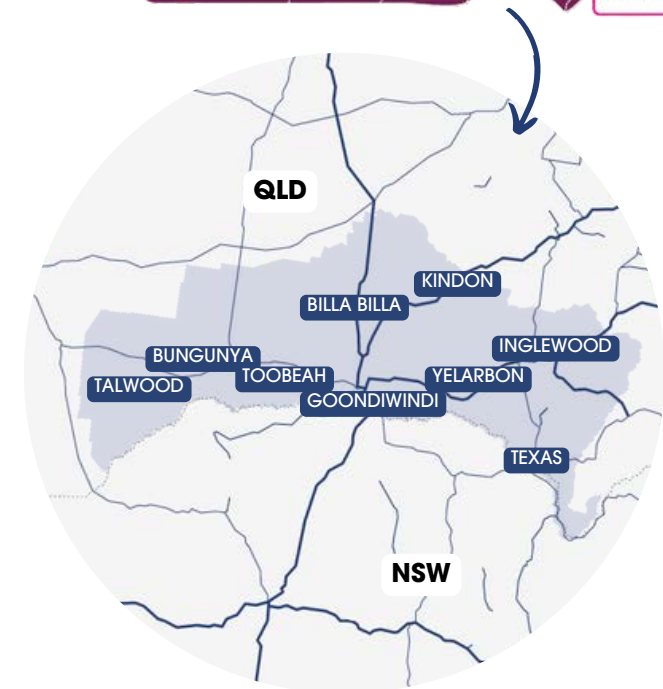 QLD
KINDON
BILLA BILLA
INGLEWOOD
BUNGUNYA
TOOBEAH
YELARBON
TALWOOD
GOONDIWINDI
TEXAS
NSW